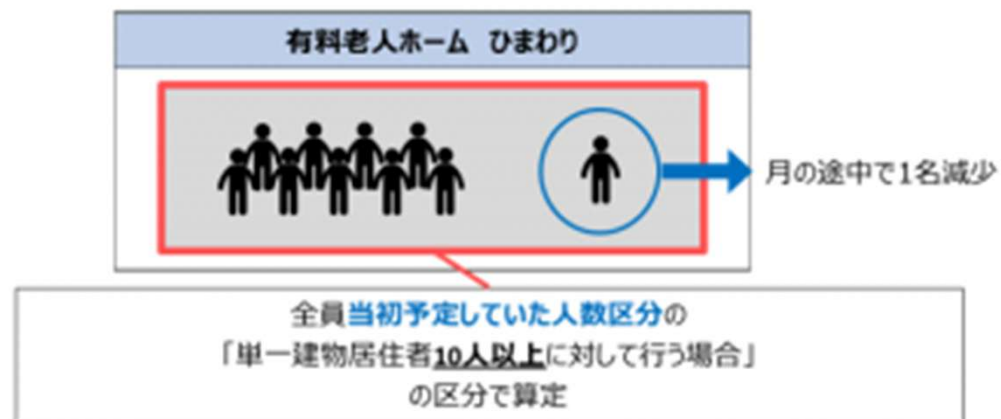 有料老人ホーム ひまわり
月の途中で1名減少
全員当初予定していた人数区分の
「単一建物居住者10人以上に対して行う場合」
の区分で算定